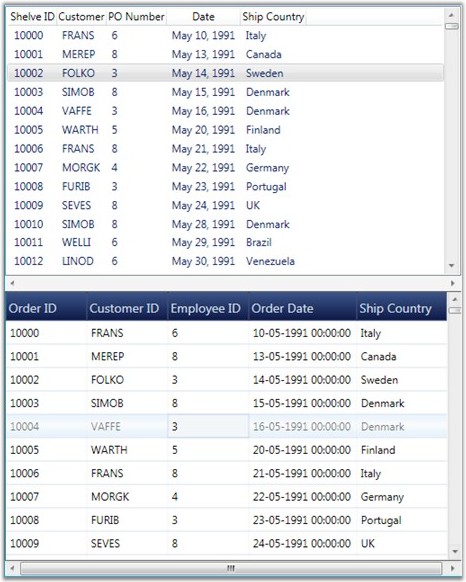 Shelve ID Customer PO Number Date Ship Country
10000 FRANS 6 May 10, 1991 Italy
10001 MEREP 8 May 13, 1991 Canada
10002 FOLKO 3 May 14, 1991 Sweden
10003 SIMOB 8 May 15, 1991 Denmark
10004 VAFFE 3 May 16, 1991 Denmark
10005 WARTH 5 May 20, 1991 Finland
10006 FRANS 8 May 21, 1991 Italy
10007 MORGK 4 May 22, 1991 Germany
10008 FURIB 3 May 23, 1991 Portugal
10009 SEVES 8 May 24, 1991 UK
10010 SIMOB 8 May 28, 1991 Denmark
10011 WELLI 6 May 29, 1991 Brazil
10012 LINOD 6 May 30, 1991 Venezuela
Order ID Customer ID Employee ID Order Date Ship Country
10000 FRANS 6 10-05-1991 00:00:00 Italy
10001 MEREP 8 13-05-1991 00:00:00 Canada
10002 FOLKO 3 14-05-1991 00:00:00 Sweden
10003 SIMOB 8 15-05-1991 00:00:00 Denmark
10004 VAFFE 3 16-05-1991 00:00:00 Denmark
10005 WARTH 5 20-05-1991 00:00:00 Finland
10006 FRANS 8 21-05-1991 00:00:00 Italy
10007 MORGK 4 22-05-1991 00:00:00 Germany
10008 FURIB 3 23-05-1991 00:00:00 Portugal
10009 SEVES 8 24-05-1991 00:00:00 UK